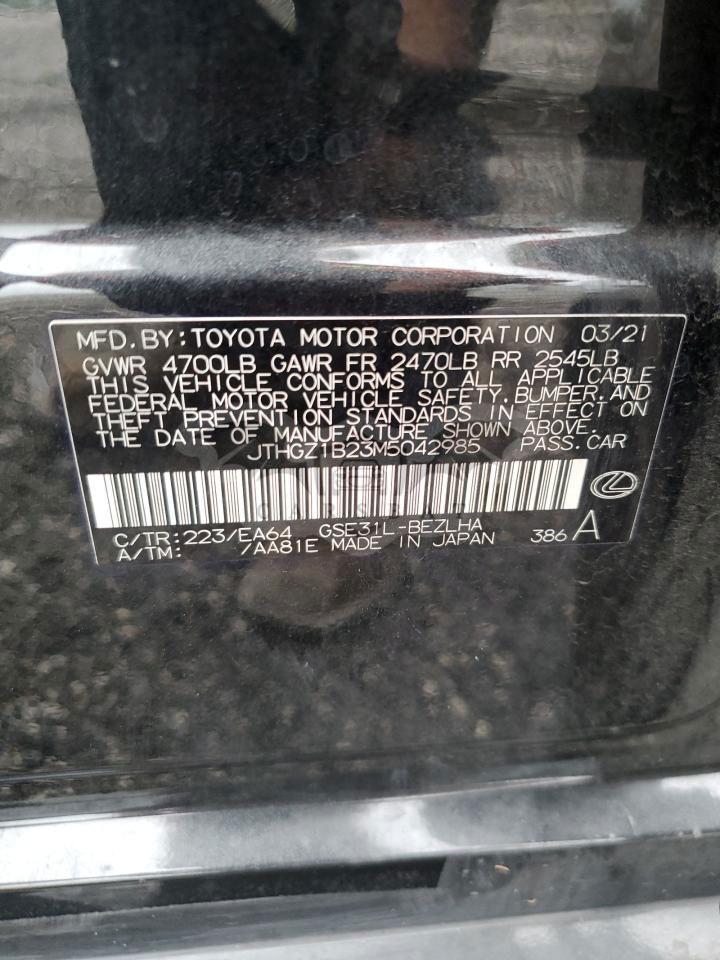 MFD.BY:TOYOTA MOTOR CORPORATION 03/21
GVWR 4700LB GAWR FR 2470LB RR 2545LB
THIS VEHICLE CONFORMS TO ALL APPLICABLE
FEDERAL MOTOR VEHICLE SAFETY,BUMPER,AND
THEFT PREVENTION STANDARDS IN EFFECT ON
THE DATE OF MANUFACTURE SHOWN ABOVE.
JTHGZ1B23M5042985 PASS.CAR
C/TR:223/EA64 GSE31L-BEZLHA
A/TM: /AA81E MADE IN JAPAN 386 A